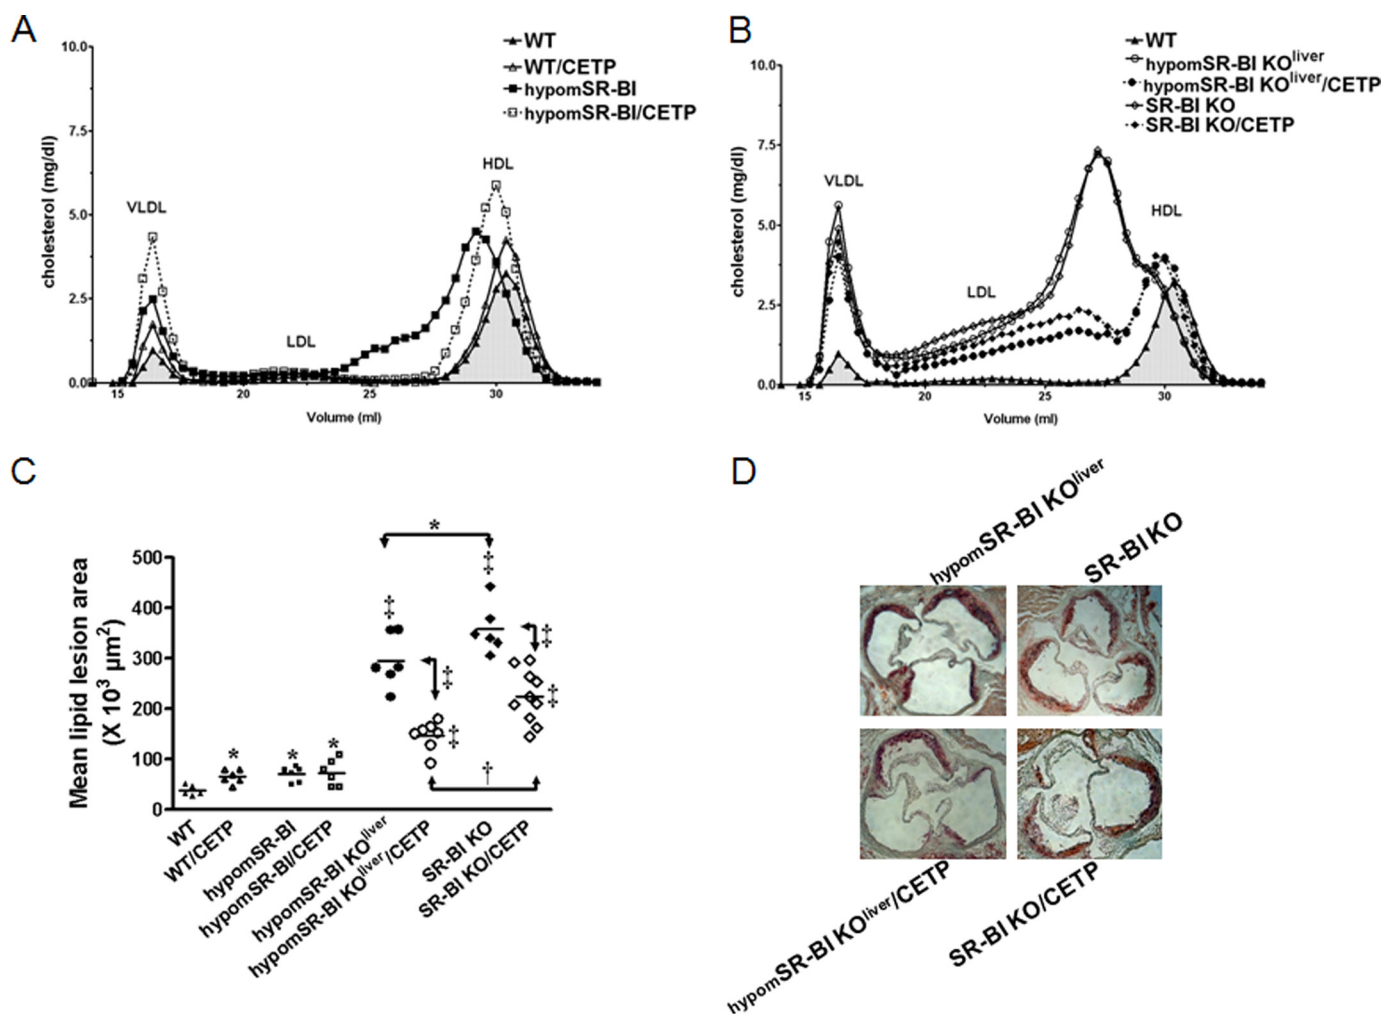 A
WT
WT/CETP
hypomSR-BI
hypomSR-BI/CETP
10.0
7.5
5.0
2.5
0.0
cholesterol (mg/dl)
VLDL
LDL
HDL
15
20
25
30
Volume (ml)
B
WT
hypomSR-BI KOliver
hypomSR-BI KOliver/CETP
SR-BI KO
SR-BI KO/CETP
10.0
7.5
5.0
2.5
0.0
cholesterol (mg/dl)
VLDL
LDL
HDL
15
20
25
30
Volume (ml)
C
Mean lipid lesion area
(X 10³ µm²)
500
400
300
200
100
0
*
*
*
*
‡
‡
‡
‡
‡
‡
†
WT
WT/CETP
hypomSR-BI
hypomSR-BI/CETP
hypomSR-BI KOliver
hypomSR-BI KOliver/CETP
SR-BI KO
SR-BI KO/CETP
D
hypomSR-BI KOliver
SR-BI KO
hypomSR-BI KOliver/CETP
SR-BI KO/CETP